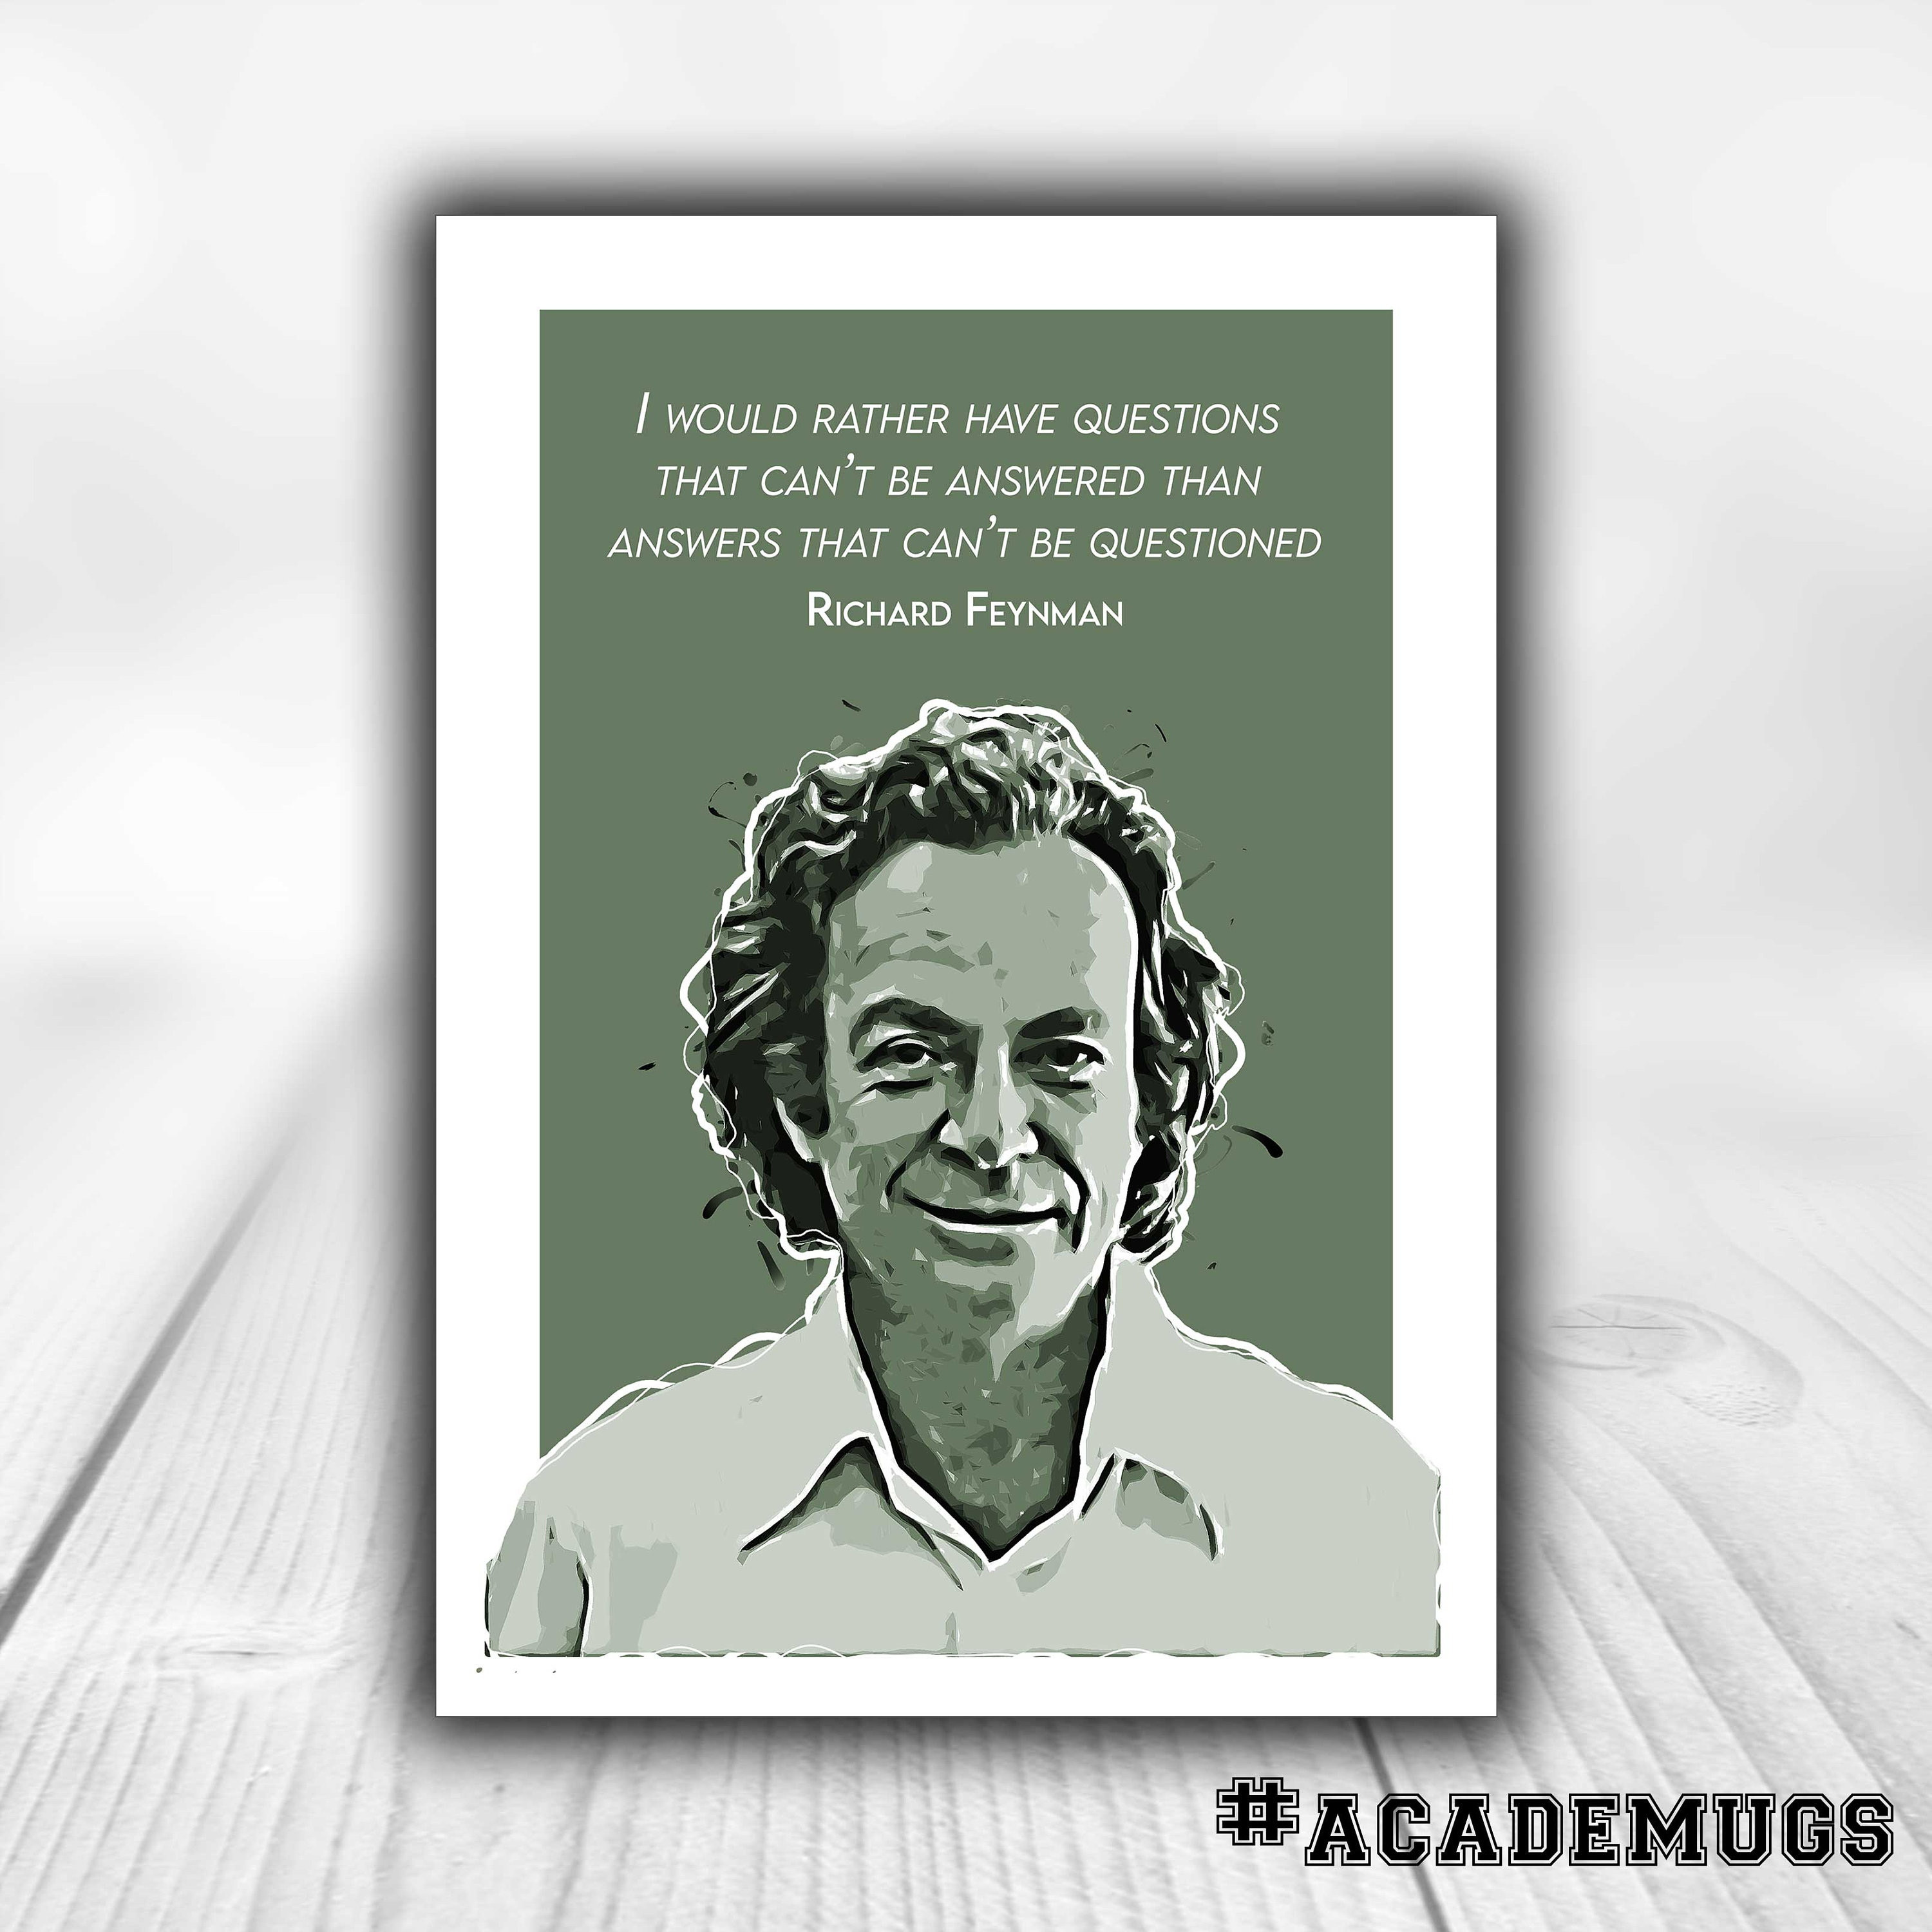 I WOULD RATHER HAVE QUESTIONS
THAT CAN'T BE ANSWERED THAN
ANSWERS THAT CAN'T BE QUESTIONED
RICHARD FEYNMAN
#ACADEMUGS